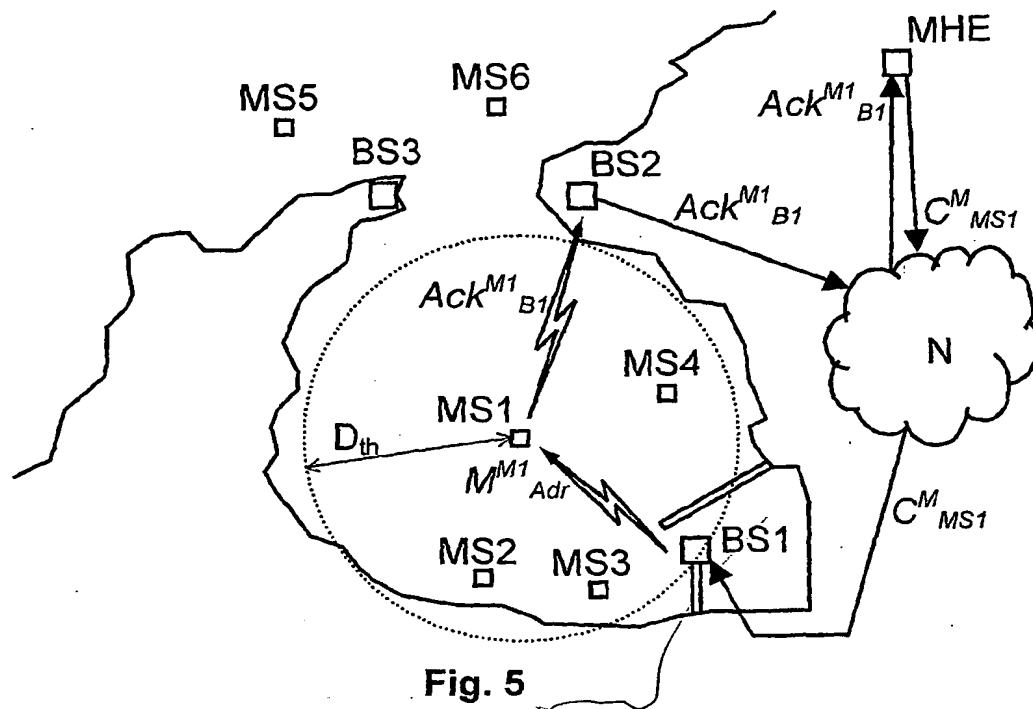 MHE
MS6
MS5
Ack^M1_B1
BS3
BS2
Ack^M1_B1
C^M_MS1
Ack^M1_B1
N
MS4
MS1
D_th
M^M1_Adr
C^M_MS1
BS1
MS2
MS3
Fig. 5